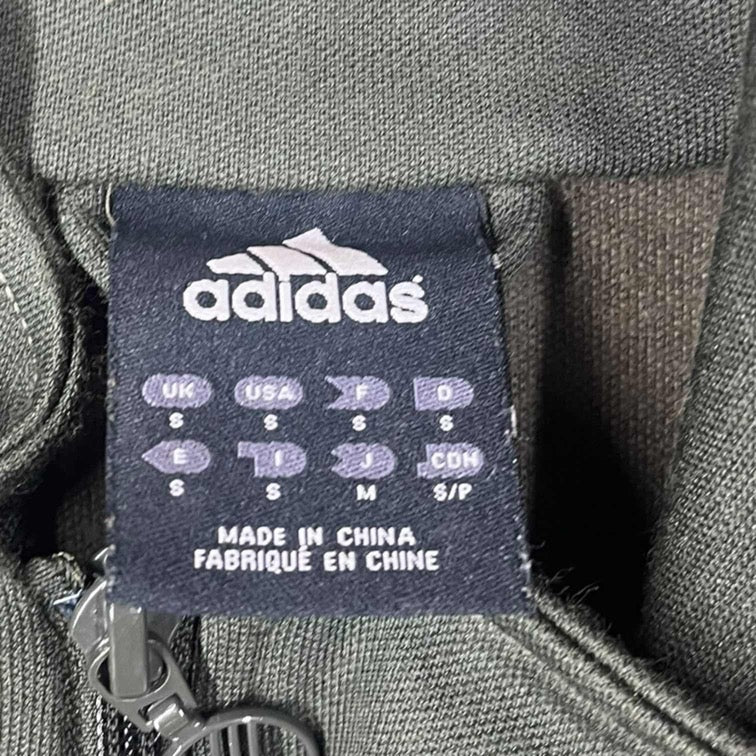 adidas
UK USA F D
S S S S
E I J CDN
S S M S/P
MADE IN CHINA
FABRIQUÉ EN CHINE